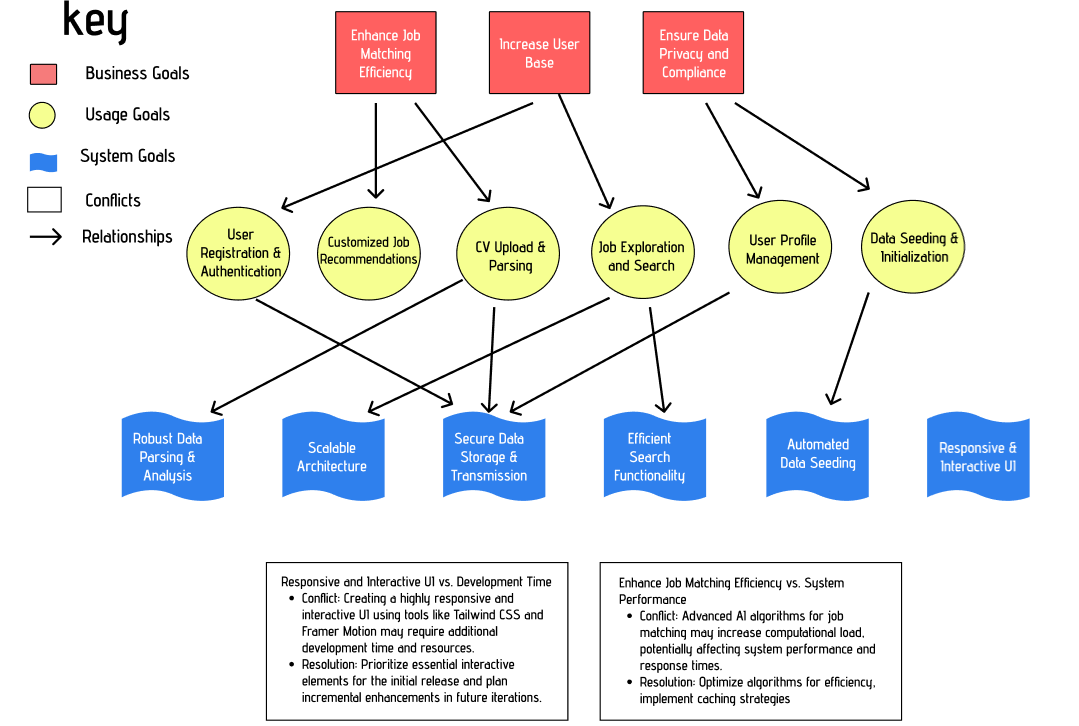 key
Business Goals
Usage Goals
System Goals
Conflicts
Relationships
Enhance Job
Matching
Efficiency
Increase User
Base
Ensure Data
Privacy and
Compliance
User
Registration &
Authentication
Customized Job
Recommendations
CV Upload &
Parsing
Job Exploration
and Search
User Profile
Management
Data Seeding &
Initialization
Robust Data
Parsing &
Analysis
Scalable
Architecture
Secure Data
Storage &
Transmission
Efficient
Search
Functionality
Automated
Data Seeding
Responsive &
Interactive UI
Responsive and Interactive UI vs. Development Time
• Conflict: Creating a highly responsive and
interactive UI using tools like Tailwind CSS and
Framer Motion may require additional
development time and resources.
• Resolution: Prioritize essential interactive
elements for the initial release and plan
incremental enhancements in future iterations.
Enhance Job Matching Efficiency vs. System
Performance
• Conflict: Advanced AI algorithms for job
matching may increase computational load,
potentially affecting system performance and
response times.
• Resolution: Optimize algorithms for efficiency,
implement caching strategies